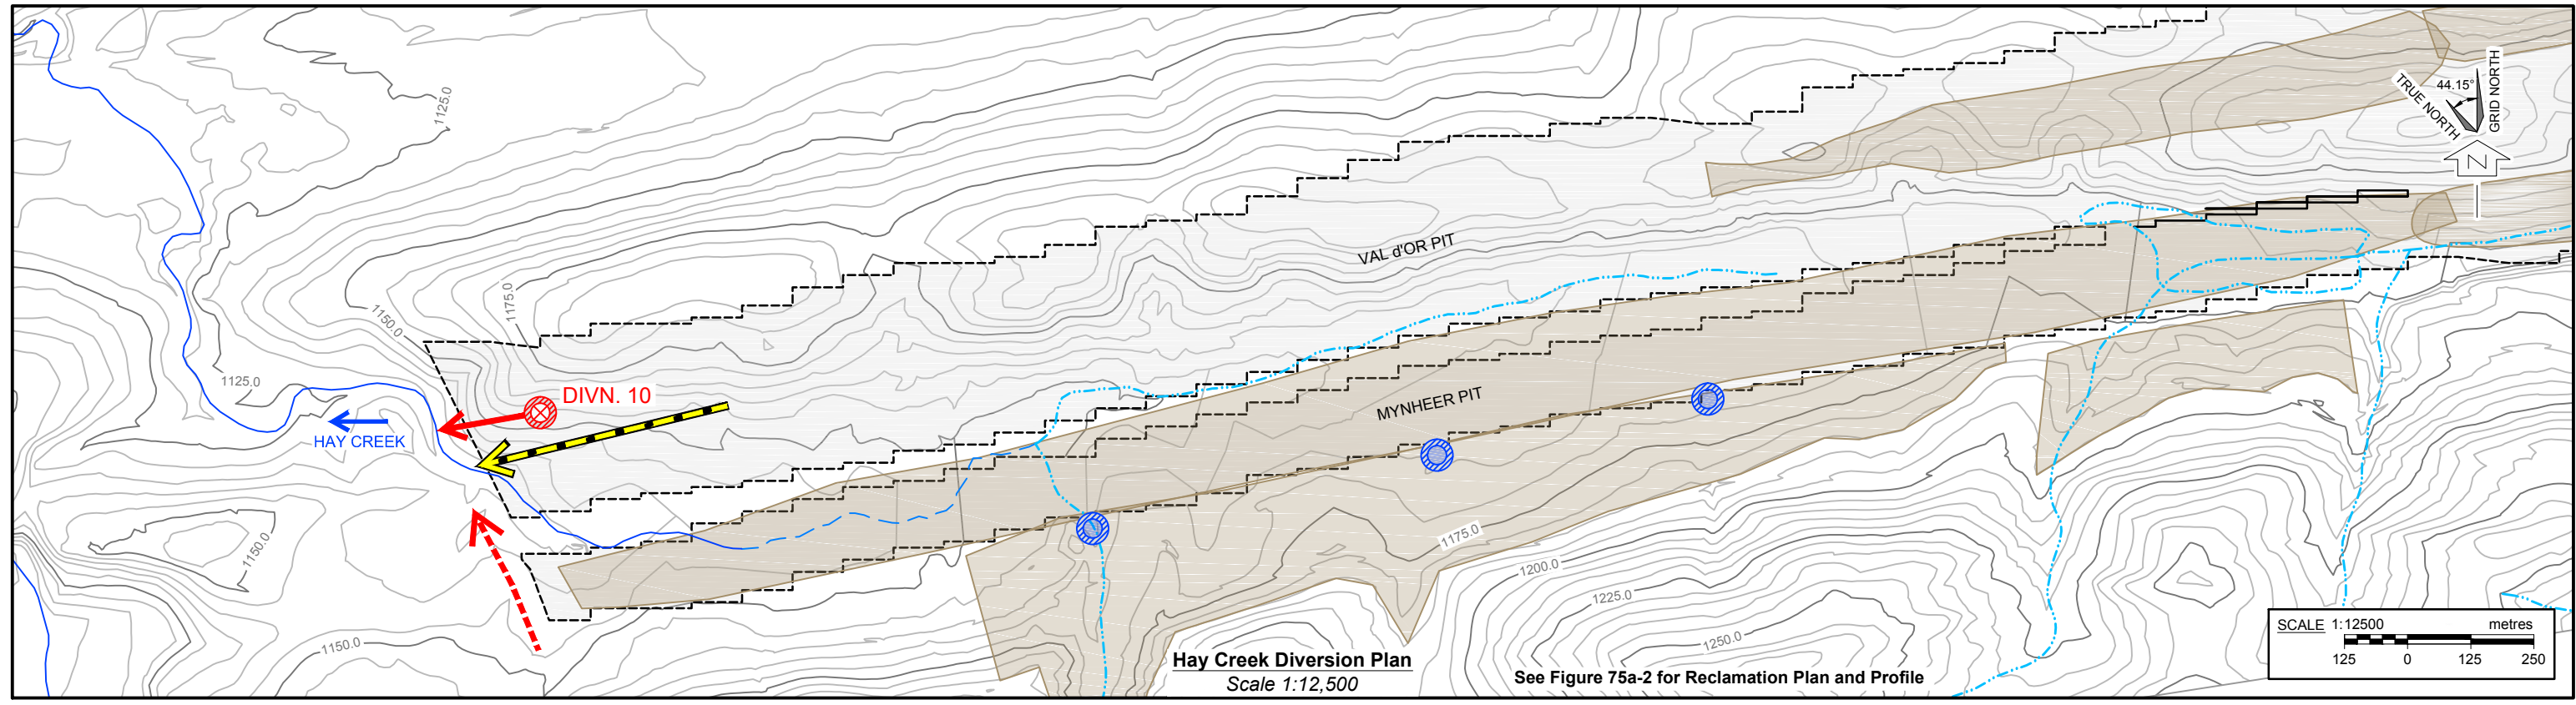 1125.0
44.15°
TRUE NORTH
GRID NORTH
N
VAL d'OR PIT
1175.0
1150.0
1125.0
DIVN. 10
HAY CREEK
MYNHEER PIT
1150.0
1175.0
1200.0
1225.0
1250.0
1150.0
Hay Creek Diversion Plan
Scale 1:12,500
See Figure 75a-2 for Reclamation Plan and Profile
SCALE 1:12500 metres
125 0 125 250